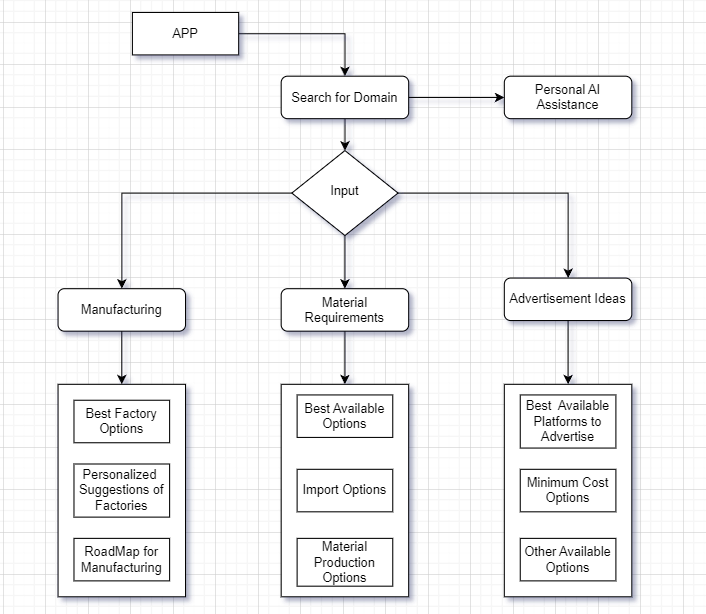 APP
Search for Domain
Personal AI
Assistance
Input
Manufacturing
Material
Requirements
Advertisement Ideas
Best Factory
Options
Personalized
Suggestions of
Factories
RoadMap for
Manufacturing
Best Available
Options
Import Options
Material
Production
Options
Best  Available
Platforms to
Advertise
Minimum Cost
Options
Other Available
Options